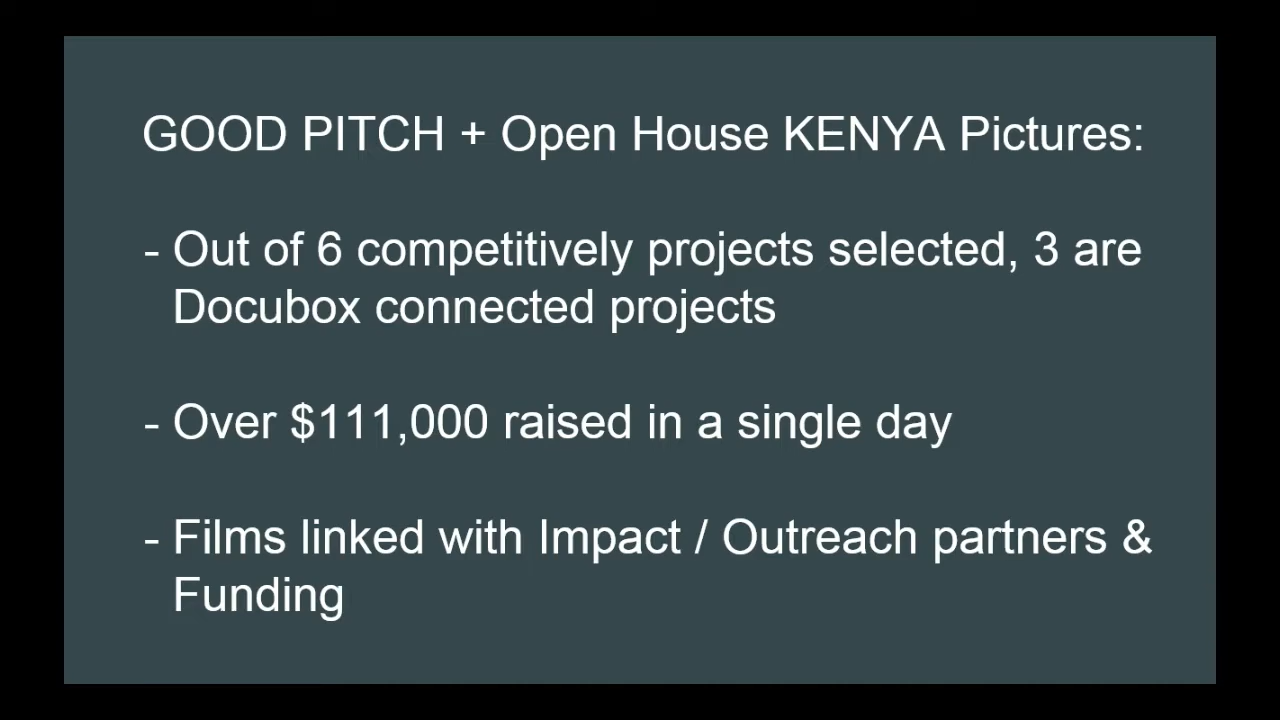 GOOD PITCH + Open House KENYA Pictures:
- Out of 6 competitively projects selected, 3 are
Docubox connected projects
- Over $111,000 raised in a single day
- Films linked with Impact / Outreach partners &
Funding